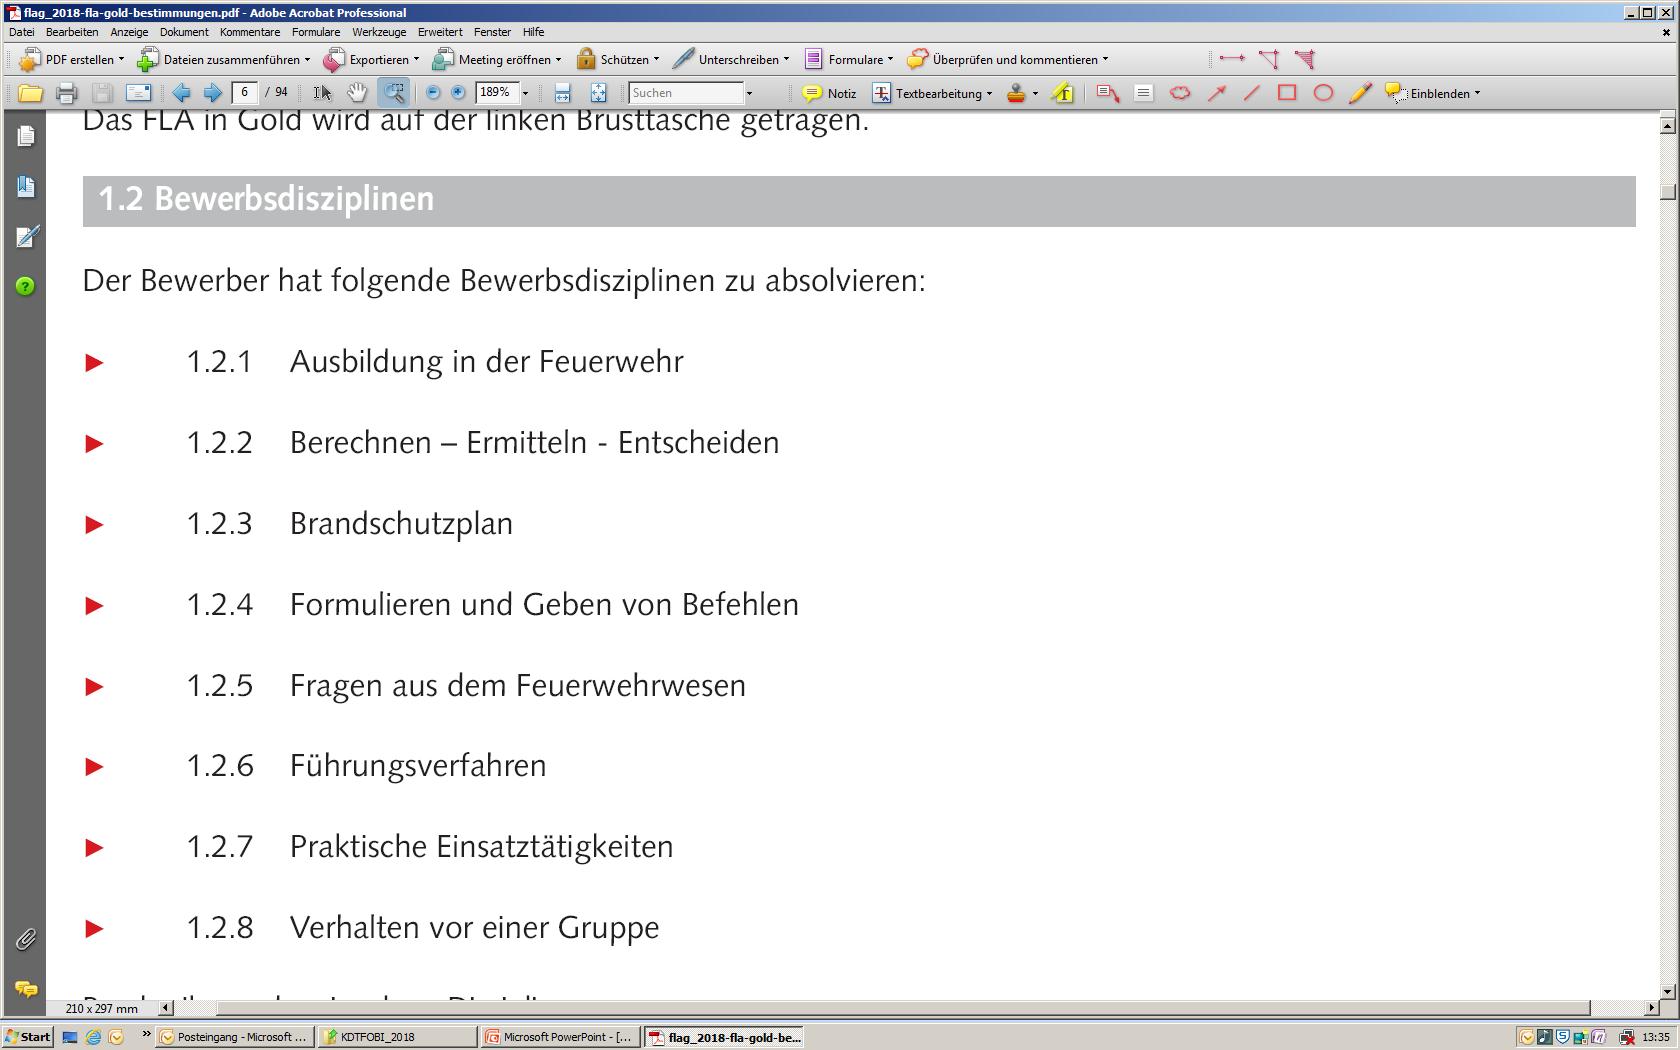 flag_2018-fla-gold-bestimmungen.pdf - Adobe Acrobat Professional
Datei Bearbeiten Anzeige Dokument Kommentare Formulare Werkzeuge Erweitert Fenster Hilfe
PDF erstellen Dateien zusammenführen Exportieren Meeting eröffnen Schützen Unterschreiben Formulare Überprüfen und kommentieren
6 / 94 189% Suchen Notiz Textbearbeitung Einblenden
Das FLA in Gold wird auf der linken Brusttasche getragen.
1.2 Bewerbsdisziplinen
Der Bewerber hat folgende Bewerbsdisziplinen zu absolvieren:
► 1.2.1 Ausbildung in der Feuerwehr
► 1.2.2 Berechnen – Ermitteln - Entscheiden
► 1.2.3 Brandschutzplan
► 1.2.4 Formulieren und Geben von Befehlen
► 1.2.5 Fragen aus dem Feuerwehrwesen
► 1.2.6 Führungsverfahren
► 1.2.7 Praktische Einsatztätigkeiten
► 1.2.8 Verhalten vor einer Gruppe
210 x 297 mm
Start » Posteingang - Microsoft ... KDTFOBI_2018 Microsoft PowerPoint - [... flag_2018-fla-gold-be... 13:35